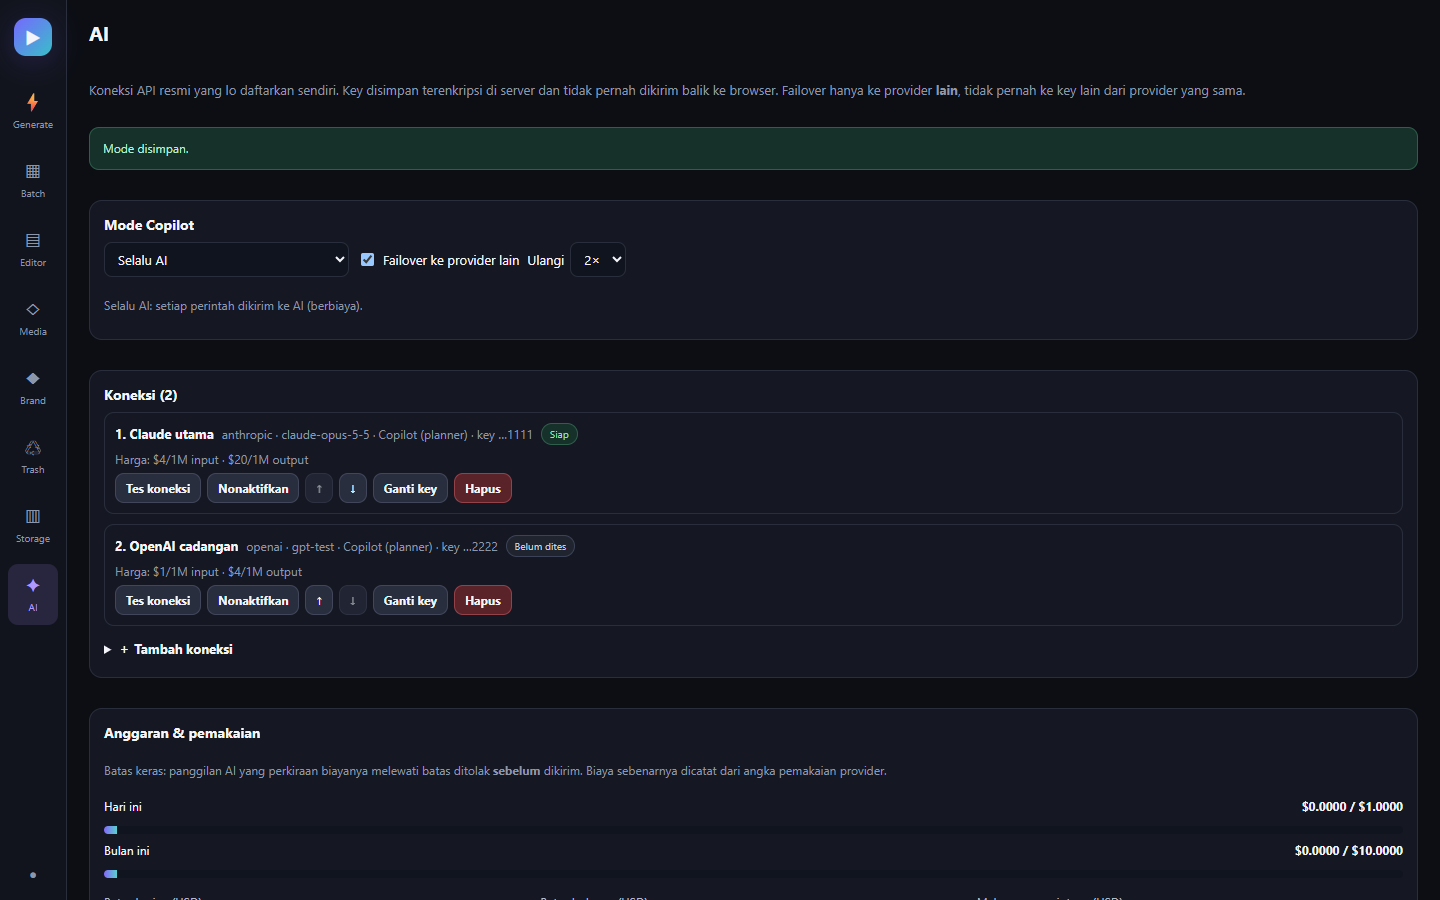 AI
Koneksi API resmi yang lo daftarkan sendiri. Key disimpan terenkripsi di server dan tidak pernah dikirim balik ke browser. Failover hanya ke provider lain, tidak pernah ke key lain dari provider yang sama.
Mode disimpan.
Mode Copilot
Selalu AI
Failover ke provider lain Ulangi 2×
Selalu AI: setiap perintah dikirim ke AI (berbiaya).
Koneksi (2)
1. Claude utama anthropic · claude-opus-5-5 · Copilot (planner) · key ...1111 Siap
Harga: $4/1M input · $20/1M output
Tes koneksi Nonaktifkan ↑ ↓ Ganti key Hapus
2. OpenAI cadangan openai · gpt-test · Copilot (planner) · key ...2222 Belum dites
Harga: $1/1M input · $4/1M output
Tes koneksi Nonaktifkan ↑ ↓ Ganti key Hapus
+ Tambah koneksi
Anggaran & pemakaian
Batas keras: panggilan AI yang perkiraan biayanya melewati batas ditolak sebelum dikirim. Biaya sebenarnya dicatat dari angka pemakaian provider.
Hari ini $0.0000 / $1.0000
Bulan ini $0.0000 / $10.0000
Generate
Batch
Editor
Media
Brand
Trash
Storage
AI